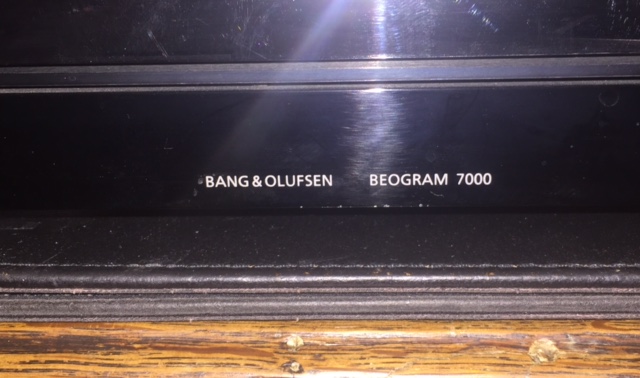 BANG & OLUFSEN BEOGRAM 7000